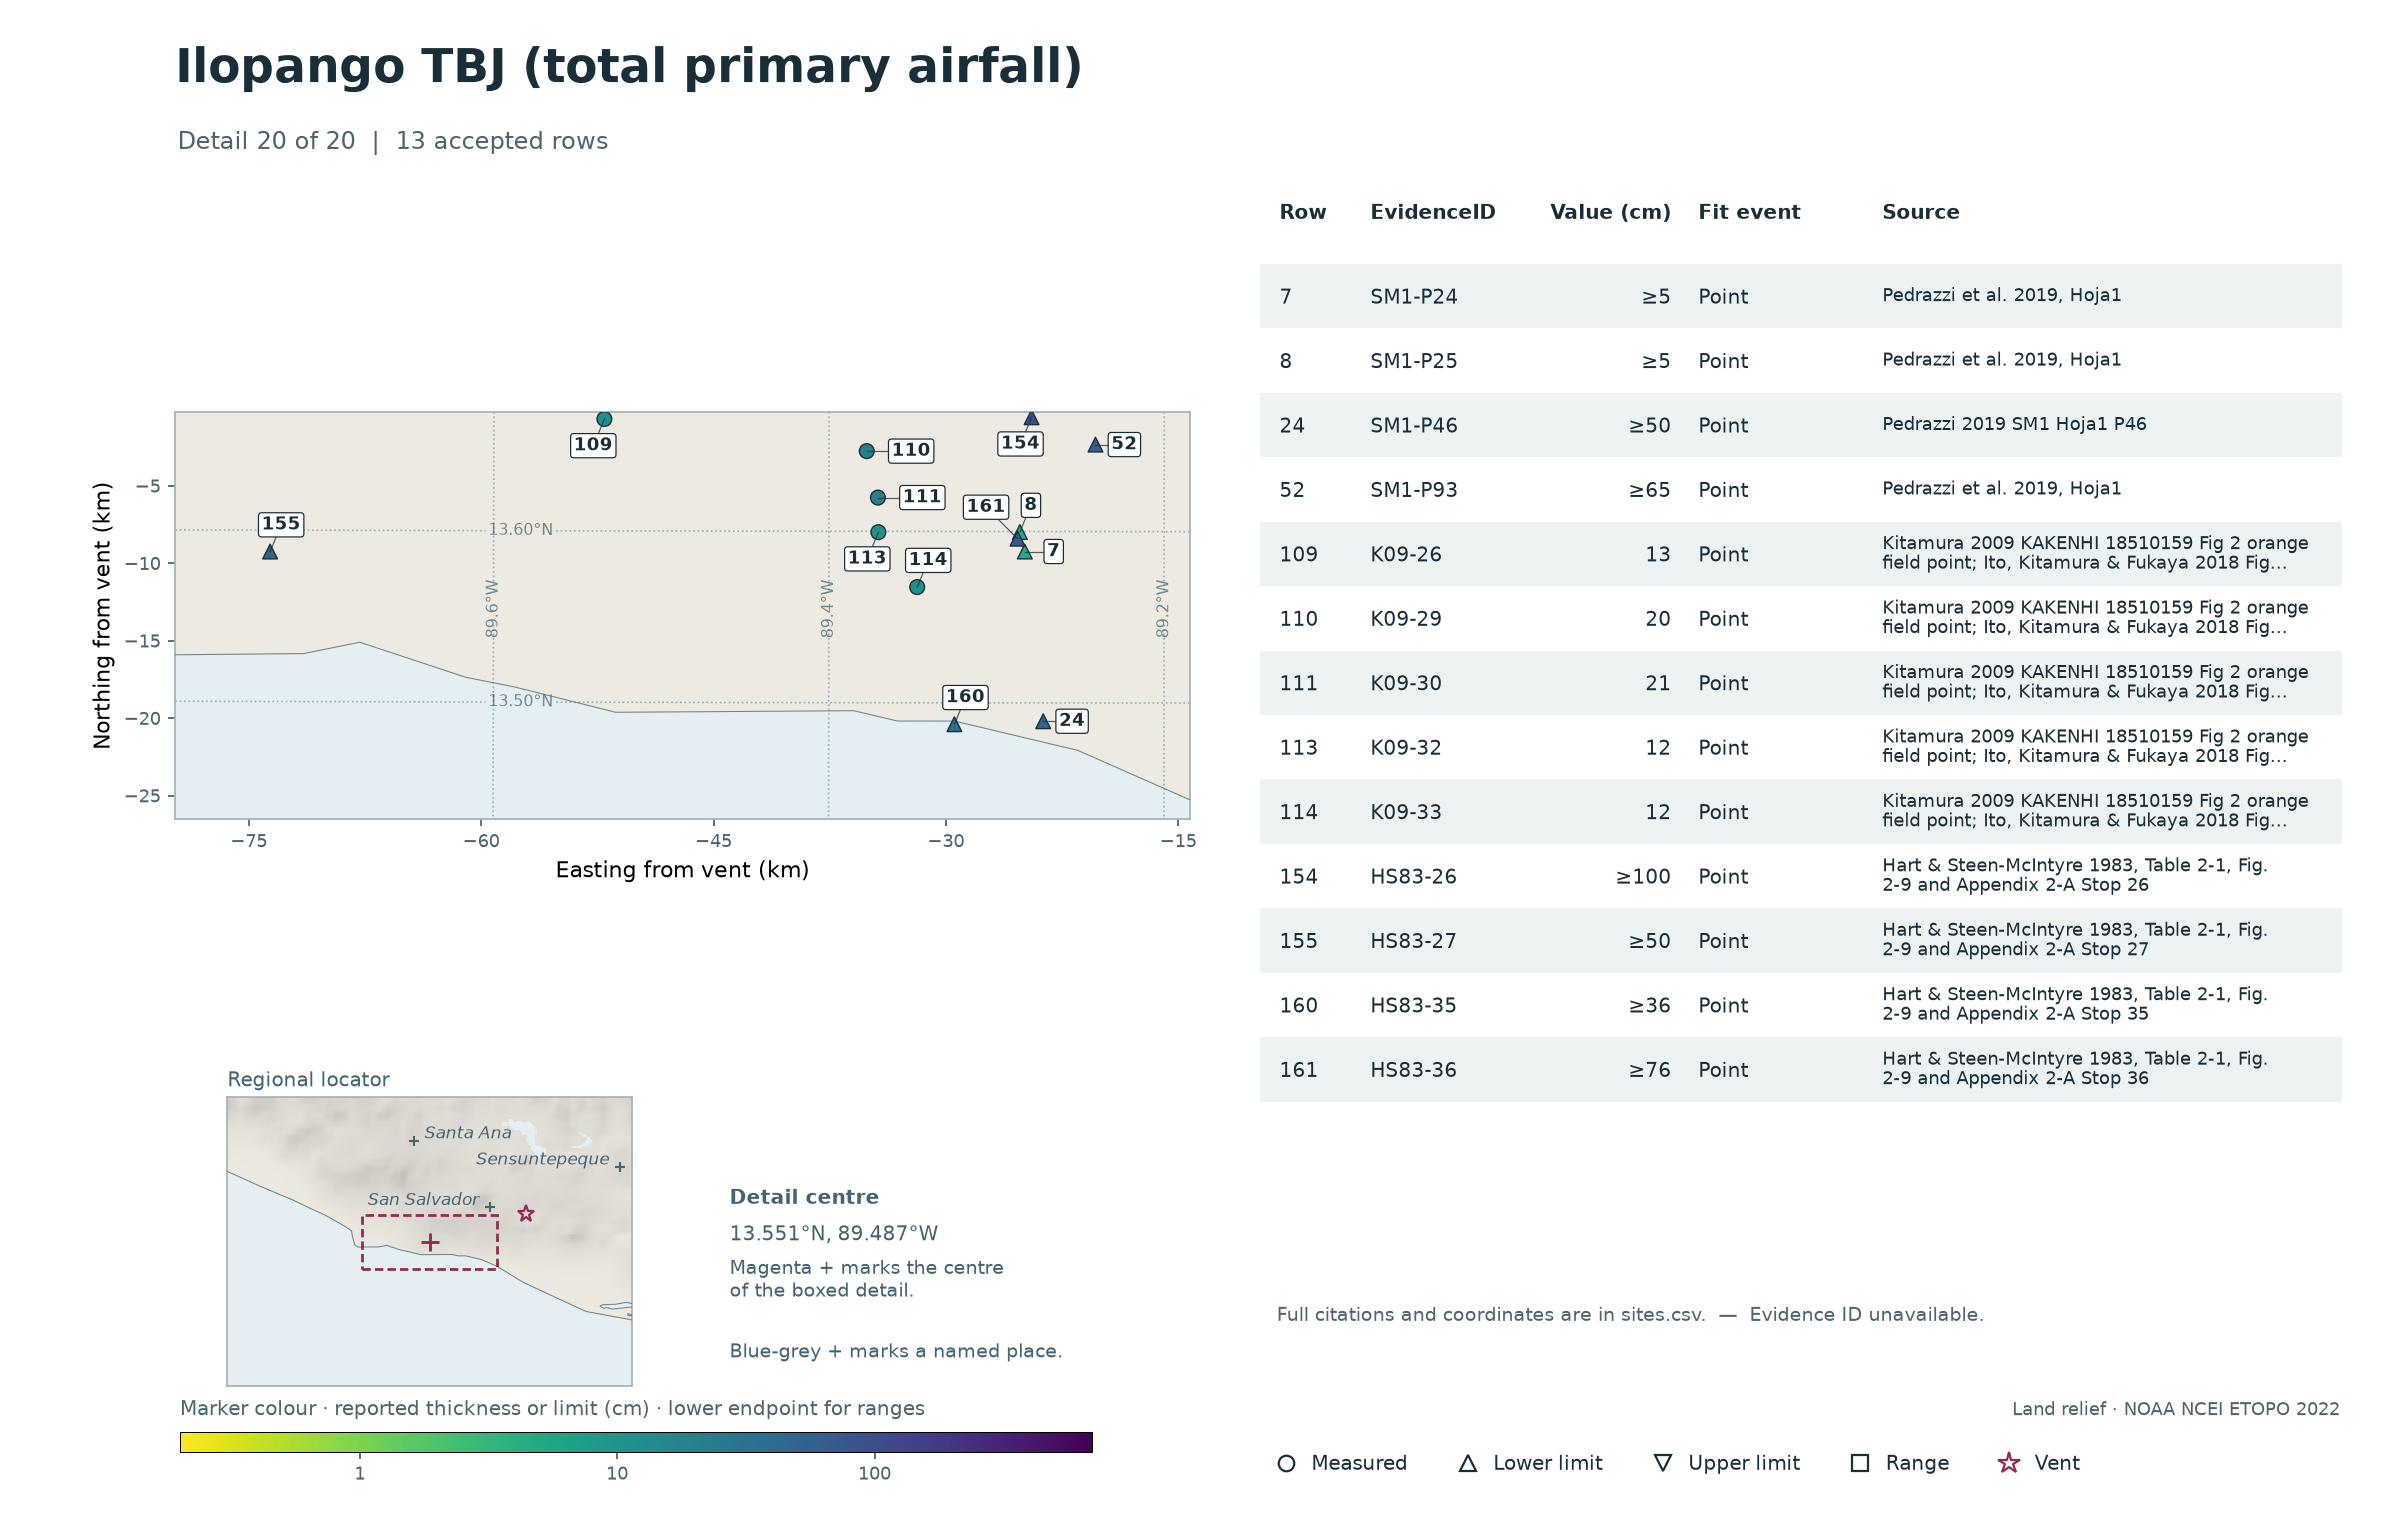 Ilopango TBJ (total primary airfall)
Detail 20 of 20 | 13 accepted rows
109
110
154
52
111
161
8
155
113
114
7
160
24
13.60°N
13.50°N
89.6°W
89.4°W
89.2°W
−5
−10
−15
−20
−25
Northing from vent (km)
−75
−60
−45
−30
−15
Easting from vent (km)
Row EvidenceID Value (cm) Fit event Source
7 SM1-P24 ≥5 Point Pedrazzi et al. 2019, Hoja1
8 SM1-P25 ≥5 Point Pedrazzi et al. 2019, Hoja1
24 SM1-P46 ≥50 Point Pedrazzi 2019 SM1 Hoja1 P46
52 SM1-P93 ≥65 Point Pedrazzi et al. 2019, Hoja1
109 K09-26 13 Point Kitamura 2009 KAKENHI 18510159 Fig 2 orange
field point; Ito, Kitamura & Fukaya 2018 Fig…
110 K09-29 20 Point Kitamura 2009 KAKENHI 18510159 Fig 2 orange
field point; Ito, Kitamura & Fukaya 2018 Fig…
111 K09-30 21 Point Kitamura 2009 KAKENHI 18510159 Fig 2 orange
field point; Ito, Kitamura & Fukaya 2018 Fig…
113 K09-32 12 Point Kitamura 2009 KAKENHI 18510159 Fig 2 orange
field point; Ito, Kitamura & Fukaya 2018 Fig…
114 K09-33 12 Point Kitamura 2009 KAKENHI 18510159 Fig 2 orange
field point; Ito, Kitamura & Fukaya 2018 Fig…
154 HS83-26 ≥100 Point Hart & Steen-McIntyre 1983, Table 2-1, Fig.
2-9 and Appendix 2-A Stop 26
155 HS83-27 ≥50 Point Hart & Steen-McIntyre 1983, Table 2-1, Fig.
2-9 and Appendix 2-A Stop 27
160 HS83-35 ≥36 Point Hart & Steen-McIntyre 1983, Table 2-1, Fig.
2-9 and Appendix 2-A Stop 35
161 HS83-36 ≥76 Point Hart & Steen-McIntyre 1983, Table 2-1, Fig.
2-9 and Appendix 2-A Stop 36
Regional locator
Santa Ana
Sensuntepeque
San Salvador
Detail centre
13.551°N, 89.487°W
Magenta + marks the centre
of the boxed detail.
Blue-grey + marks a named place.
Full citations and coordinates are in sites.csv. — Evidence ID unavailable.
Marker colour · reported thickness or limit (cm) · lower endpoint for ranges
1
10
100
Land relief · NOAA NCEI ETOPO 2022
Measured
Lower limit
Upper limit
Range
Vent